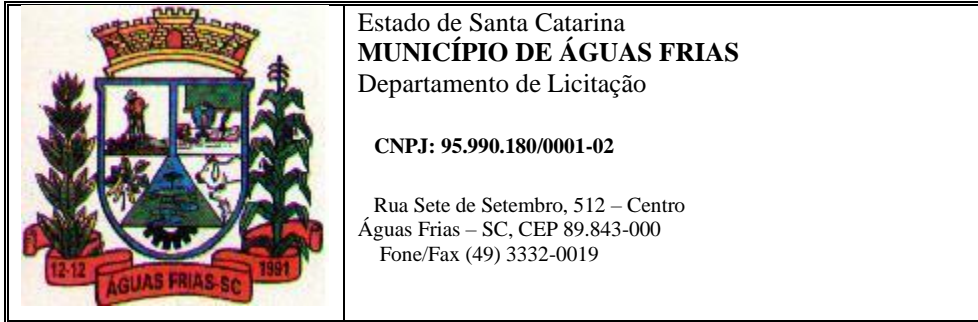 Estado de Santa Catarina
MUNICÍPIO DE ÁGUAS FRIAS
Departamento de Licitação
CNPJ: 95.990.180/0001-02
Rua Sete de Setembro, 512 – Centro
Águas Frias – SC, CEP 89.843-000
Fone/Fax (49) 3332-0019
12-12
1991
ÁGUAS FRIAS-SC